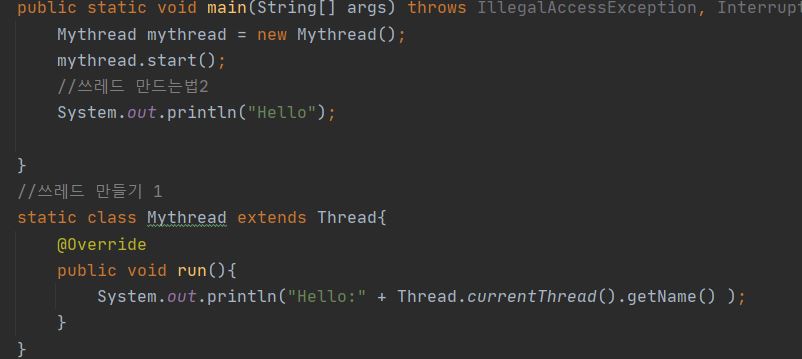 public static void main(String[] args) throws IllegalAccessException, Interrupt
Mythread mythread = new Mythread();
mythread.start();
//쓰레드 만드는법2
System.out.println("Hello");
}
//쓰레드 만들기 1
static class Mythread extends Thread{
@Override
public void run(){
System.out.println("Hello:" + Thread.currentThread().getName() );
}
}